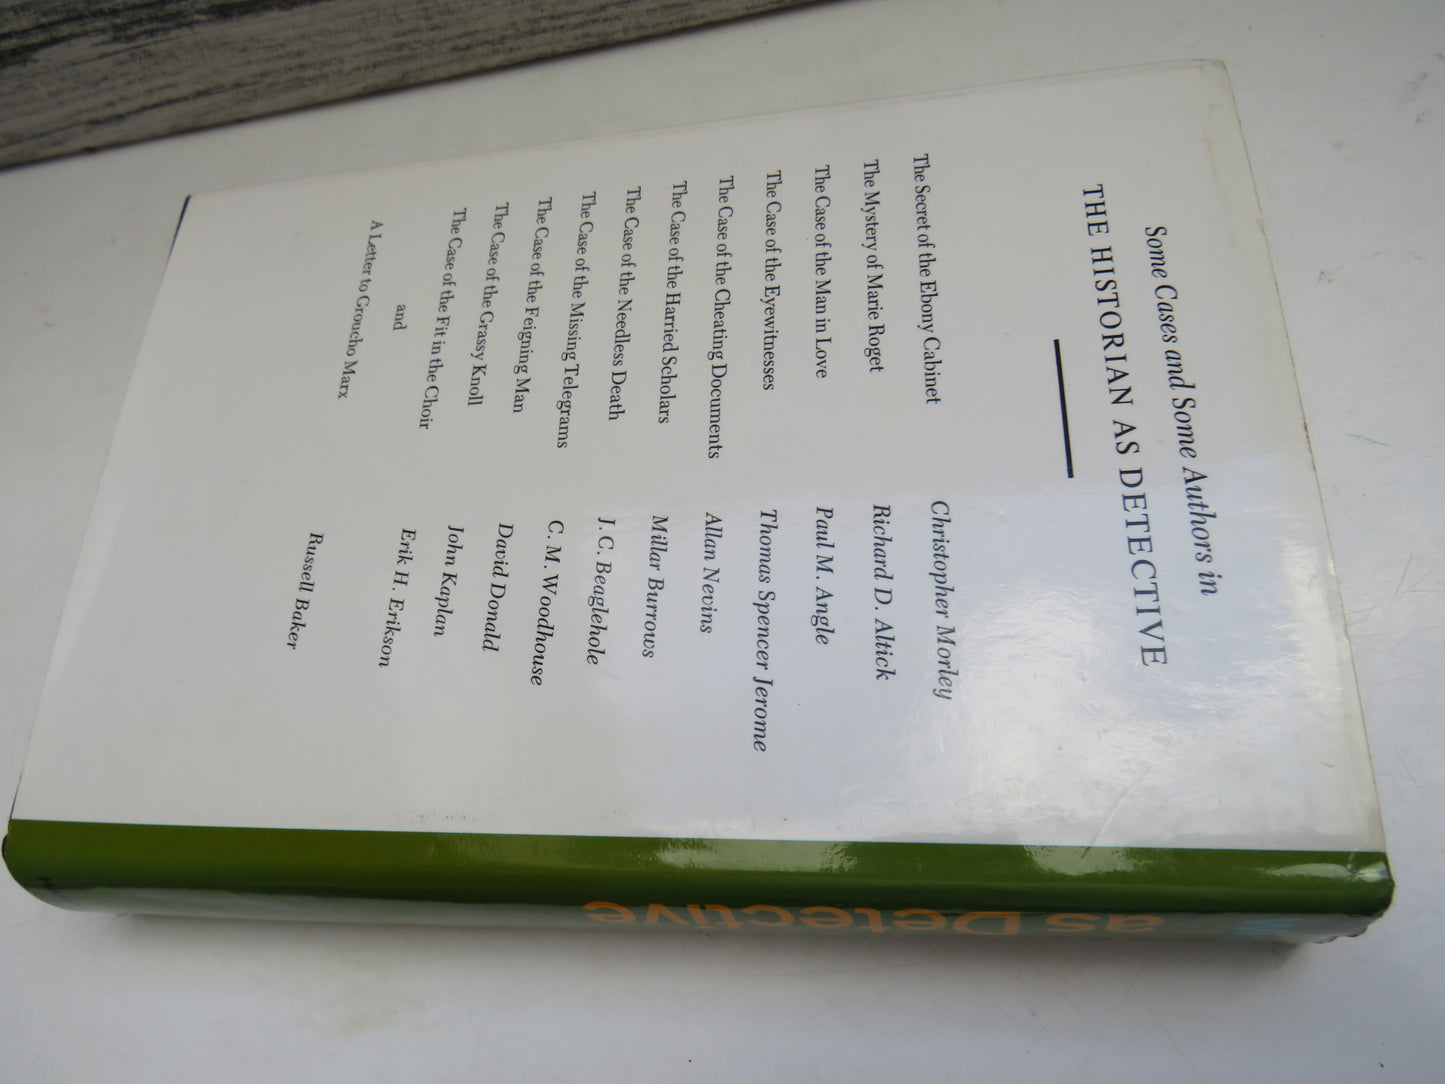 Some Cases and Some Authors in
THE HISTORIAN AS DETECTIVE
The Secret of the Ebony Cabinet Christopher Morley
The Mystery of Marie Roget Richard D. Altick
The Case of the Man in Love Paul M. Angle
The Case of the Eyewitnesses Thomas Spencer Jerome
The Case of the Cheating Documents Allan Nevins
The Case of the Harried Scholars Millar Burrows
The Case of the Needless Death J. C. Beaglehole
The Case of the Missing Telegrams C. M. Woodhouse
The Case of the Feigning Man David Donald
The Case of the Grassy Knoll John Kaplan
The Case of the Fit in the Choir Erik H. Erikson
and
A Letter to Groucho Marx Russell Baker
as Detective